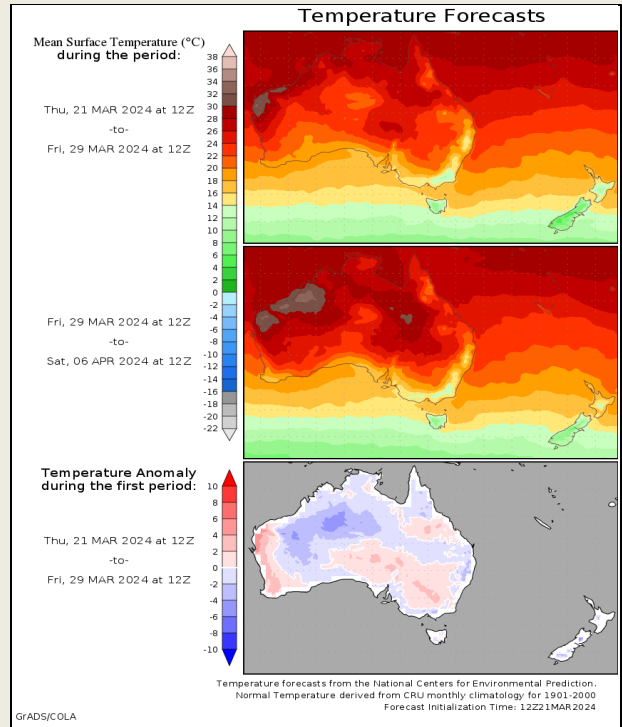 Temperature Forecasts
Mean Surface Temperature (°C)
during the period:
Thu, 21 MAR 2024 at 12Z
-to-
Fri, 29 MAR 2024 at 12Z
38
36
34
32
30
28
26
24
22
20
18
16
14
12
10
8
6
4
2
0
-2
-4
-6
-8
-10
-12
-14
-16
-18
-20
-22
Fri, 29 MAR 2024 at 12Z
-to-
Sat, 06 APR 2024 at 12Z
Temperature Anomaly
during the first period:
Thu, 21 MAR 2024 at 12Z
-to-
Fri, 29 MAR 2024 at 12Z
10
8
6
4
2
0
-2
-4
-6
-8
-10
Temperature forecasts from the National Centers for Environmental Prediction.
Normal Temperature derived from CRU monthly climatology for 1901-2000
Forecast Initialization Time: 12Z21MAR2024
GrADS/COLA